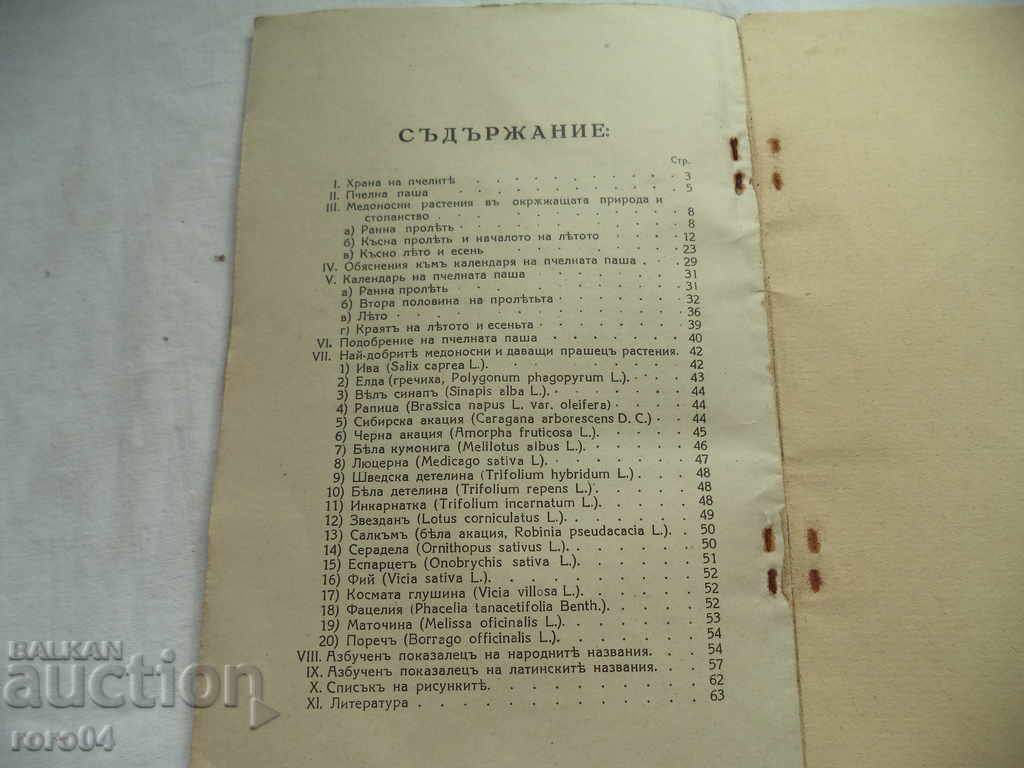 СЪДЪРЖАНИЕ:
Стр.
I. Храна на пчелитѣ . . . . . . . . . 3
II. Пчелна паша . . . . . . . . . . 5
III. Медоносни растения въ окржжащата природа и
стопанство . . . . . . . . . . 8
а) Ранна пролѣть . . . . . . . . . 8
б) Късна пролѣть и началото на лѣтото . . . . 12
в) Късно лѣто и есень . . . . . . . 23
IV. Обяснения къмъ календаря на пчелната паша . . . 29
V. Календарь на пчелната паша . . . . . . 31
а) Ранна пролѣть . . . . . . . . . 31
б) Втора половина на пролѣтьта . . . . . . 32
в) Лѣто . . . . . . . . . . . 36
г) Краятъ на лѣтото и есеньта . . . . . . 39
VI. Подобрение на пчелната паша . . . . . . 40
VII. Най-добритѣ медоносни и даващи прашецъ растения. 42
1) Ива (Salix caprea L.). . . . . . . . 42
2) Елда (гречиха, Polygonum phagopyrum L.). . . . 43
3) Бѣлъ синапъ (Sinapis alba L.). . . . . . 44
4) Рапица (Brassica napus L. var. oleifera) . . . . 44
5) Сибирска акация (Caragana arborescens D. C.) . . . 44
6) Черна акация (Amorpha fruticosa L.). . . . . 45
7) Бѣла кумонига (Melilotus albus L.). . . . . . 46
8) Люцерна (Medicago sativa L). . . . . . . 47
9) Шведска детелина (Trifolium hybridum L.) . . . 48
10) Бѣла детелина (Trifolium repens L.). . . . . 48
11) Инкарнатка (Trifolium incarnatum L.). . . . . 48
12) Звезданъ (Lotus corniculatus L.). . . . . . 49
13) Салкъмъ (бѣла акация, Robinia pseudacacia L.). . 50
14) Серадела (Ornithopus sativus L.). . . . . . 50
15) Еспарцетъ (Onobrychis sativa L.). . . . . . 51
16) Фий (Vicia sativa L.). . . . . . . . 52
17) Космата глушина (Vicia villosa L.). . . . . . 52
18) Фацелия (Phacelia tanacetifolia Benth.). . . . . 52
19) Маточина (Melissa oficinalis L.). . . . . . 53
20) Поречъ (Borrago officinalis L.). . . . . . . 54
VIII. Азбученъ показалецъ на народнитѣ названия. . . 54
IX. Азбученъ показалецъ на латинскитѣ названия. . . 57
X. Списъкъ на рисункитѣ. . . . . . . . . 62
XI. Литература . . . . . . . . . . . 63
BALKAN
auction
roro04